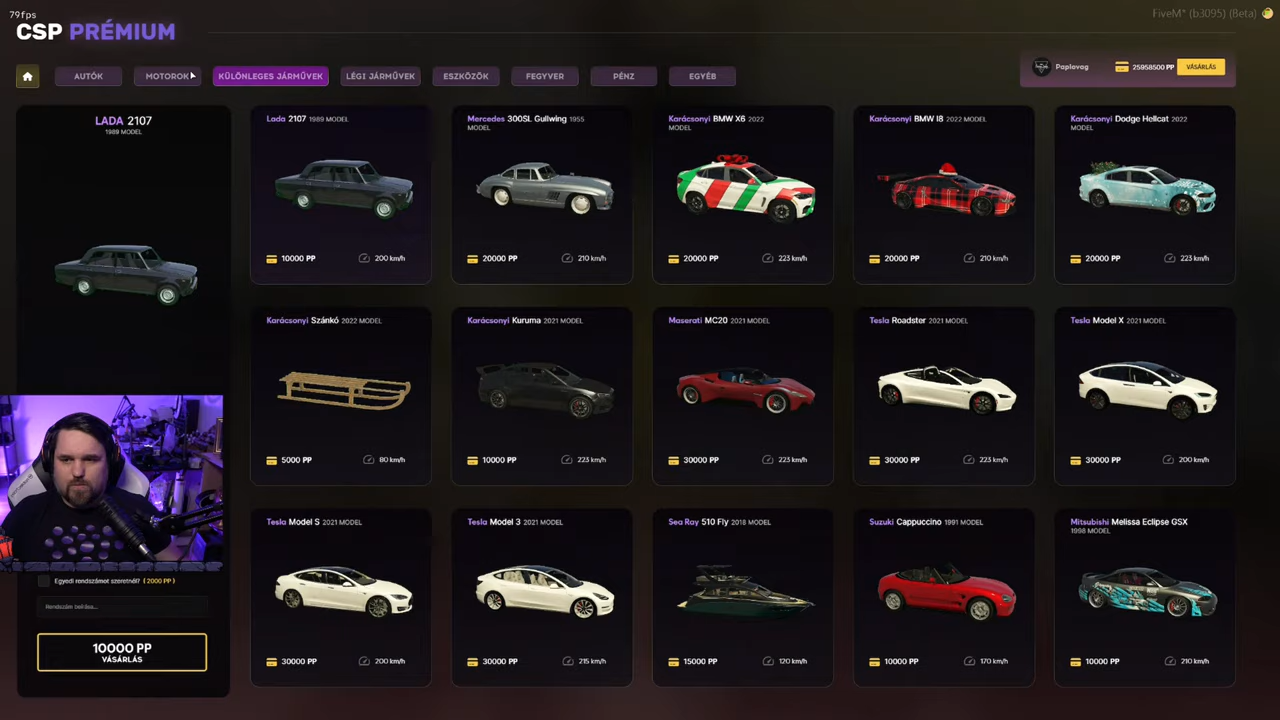 79fps
FiveM* (b3095) (Beta)
CSP PRÉMIUM
AUTÓK
MOTOROK
KÜLÖNLEGES JÁRMŰVEK
LÉGI JÁRMŰVEK
ESZKÖZÖK
FEGYVER
PÉNZ
EGYÉB
Paplovag
25958500 PP
VÁSÁRLÁS
LADA 2107
1989 MODEL
Lada 2107 1989 MODEL
10000 PP
200 km/h
Mercedes 300SL Gullwing 1955
MODEL
20000 PP
210 km/h
Karácsonyi BMW X6 2022
MODEL
20000 PP
223 km/h
Karácsonyi BMW I8 2022 MODEL
20000 PP
210 km/h
Karácsonyi Dodge Hellcat 2022
MODEL
20000 PP
223 km/h
Karácsonyi Szánkó 2022 MODEL
5000 PP
80 km/h
Karácsonyi Kuruma 2021 MODEL
10000 PP
223 km/h
Maserati MC20 2021 MODEL
30000 PP
223 km/h
Tesla Roadster 2021 MODEL
30000 PP
223 km/h
Tesla Model X 2021 MODEL
30000 PP
200 km/h
Tesla Model S 2021 MODEL
30000 PP
200 km/h
Tesla Model 3 2021 MODEL
30000 PP
215 km/h
Sea Ray 510 Fly 2018 MODEL
15000 PP
120 km/h
Suzuki Cappuccino 1991 MODEL
10000 PP
170 km/h
Mitsubishi Melissa Eclipse GSX
1998 MODEL
10000 PP
210 km/h
Egyedi rendszámot szeretnél? ( 2000 PP )
Rendszám beírása...
10000 PP
VÁSÁRLÁS